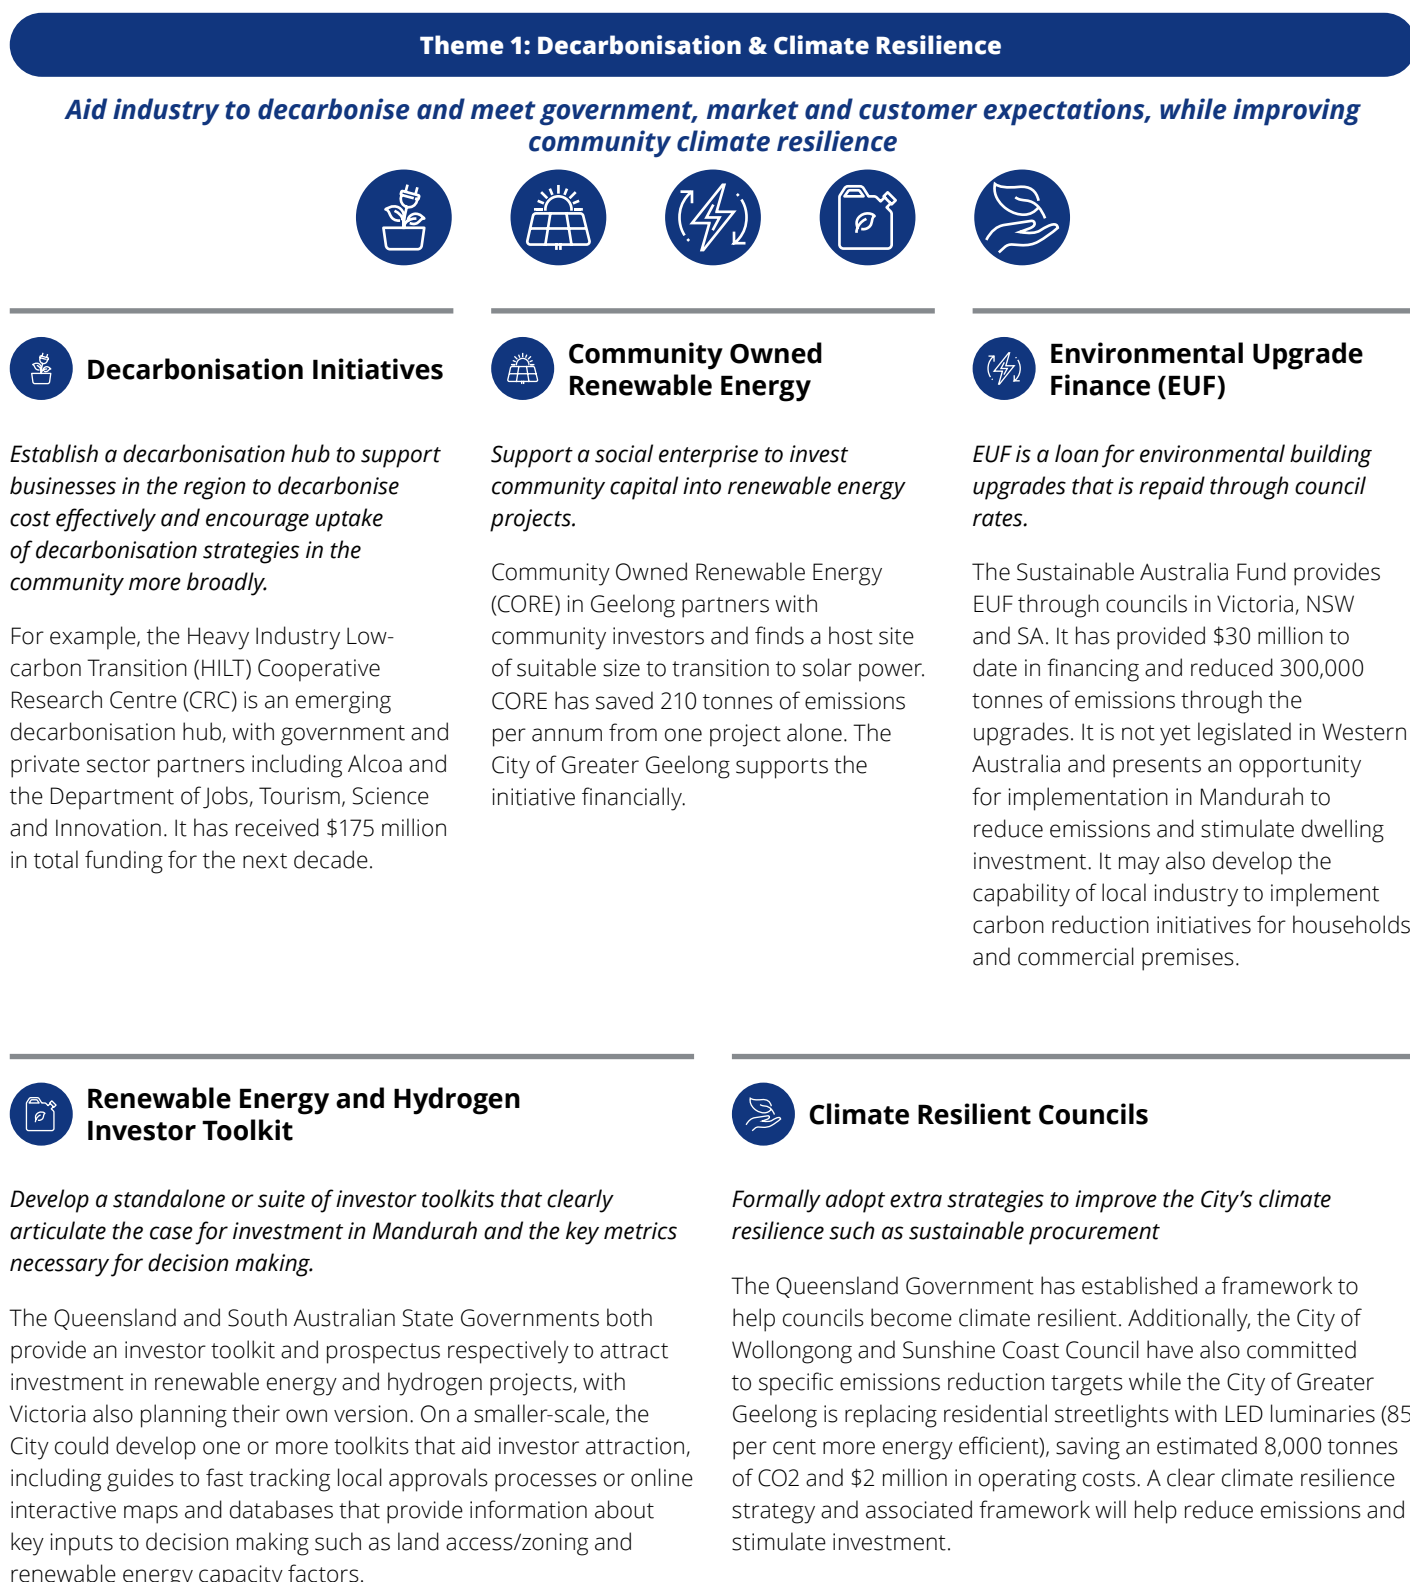 Theme 1: Decarbonisation & Climate Resilience
Aid industry to decarbonise and meet government, market and customer expectations, while improving
community climate resilience
Decarbonisation Initiatives
Establish a decarbonisation hub to support
businesses in the region to decarbonise
cost effectively and encourage uptake
of decarbonisation strategies in the
community more broadly.
For example, the Heavy Industry Low-
carbon Transition (HILT) Cooperative
Research Centre (CRC) is an emerging
decarbonisation hub, with government and
private sector partners including Alcoa and
the Department of Jobs, Tourism, Science
and Innovation. It has received $175 million
in total funding for the next decade.
Community Owned
Renewable Energy
Support a social enterprise to invest
community capital into renewable energy
projects.
Community Owned Renewable Energy
(CORE) in Geelong partners with
community investors and finds a host site
of suitable size to transition to solar power.
CORE has saved 210 tonnes of emissions
per annum from one project alone. The
City of Greater Geelong supports the
initiative financially.
Environmental Upgrade
Finance (EUF)
EUF is a loan for environmental building
upgrades that is repaid through council
rates.
The Sustainable Australia Fund provides
EUF through councils in Victoria, NSW
and SA. It has provided $30 million to
date in financing and reduced 300,000
tonnes of emissions through the
upgrades. It is not yet legislated in Western
Australia and presents an opportunity
for implementation in Mandurah to
reduce emissions and stimulate dwelling
investment. It may also develop the
capability of local industry to implement
carbon reduction initiatives for households
and commercial premises.
Renewable Energy and Hydrogen
Investor Toolkit
Develop a standalone or suite of investor toolkits that clearly
articulate the case for investment in Mandurah and the key metrics
necessary for decision making.
The Queensland and South Australian State Governments both
provide an investor toolkit and prospectus respectively to attract
investment in renewable energy and hydrogen projects, with
Victoria also planning their own version. On a smaller-scale, the
City could develop one or more toolkits that aid investor attraction,
including guides to fast tracking local approvals processes or online
interactive maps and databases that provide information about
key inputs to decision making such as land access/zoning and
renewable energy capacity factors.
Climate Resilient Councils
Formally adopt extra strategies to improve the City's climate
resilience such as sustainable procurement
The Queensland Government has established a framework to
help councils become climate resilient. Additionally, the City of
Wollongong and Sunshine Coast Council have also committed
to specific emissions reduction targets while the City of Greater
Geelong is replacing residential streetlights with LED luminaries (85
per cent more energy efficient), saving an estimated 8,000 tonnes
of CO2 and $2 million in operating costs. A clear climate resilience
strategy and associated framework will help reduce emissions and
stimulate investment.